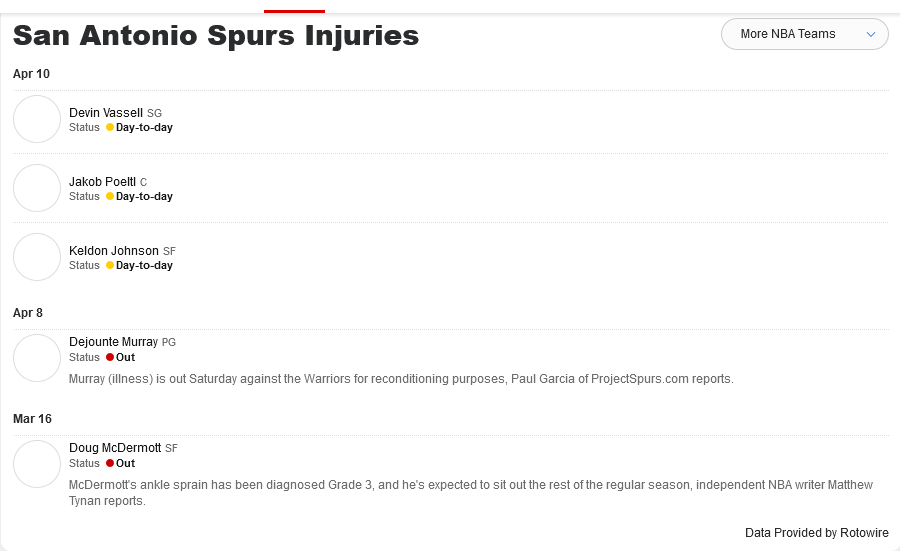 San Antonio Spurs Injuries
More NBA Teams
Apr 10
Devin Vassell SG
Status Day-to-day
Jakob Poeltl C
Status Day-to-day
Keldon Johnson SF
Status Day-to-day
Apr 8
Dejounte Murray PG
Status Out
Murray (illness) is out Saturday against the Warriors for reconditioning purposes, Paul Garcia of ProjectSpurs.com reports.
Mar 16
Doug McDermott SF
Status Out
McDermott's ankle sprain has been diagnosed Grade 3, and he's expected to sit out the rest of the regular season, independent NBA writer Matthew
Tynan reports.
Data Provided by Rotowire